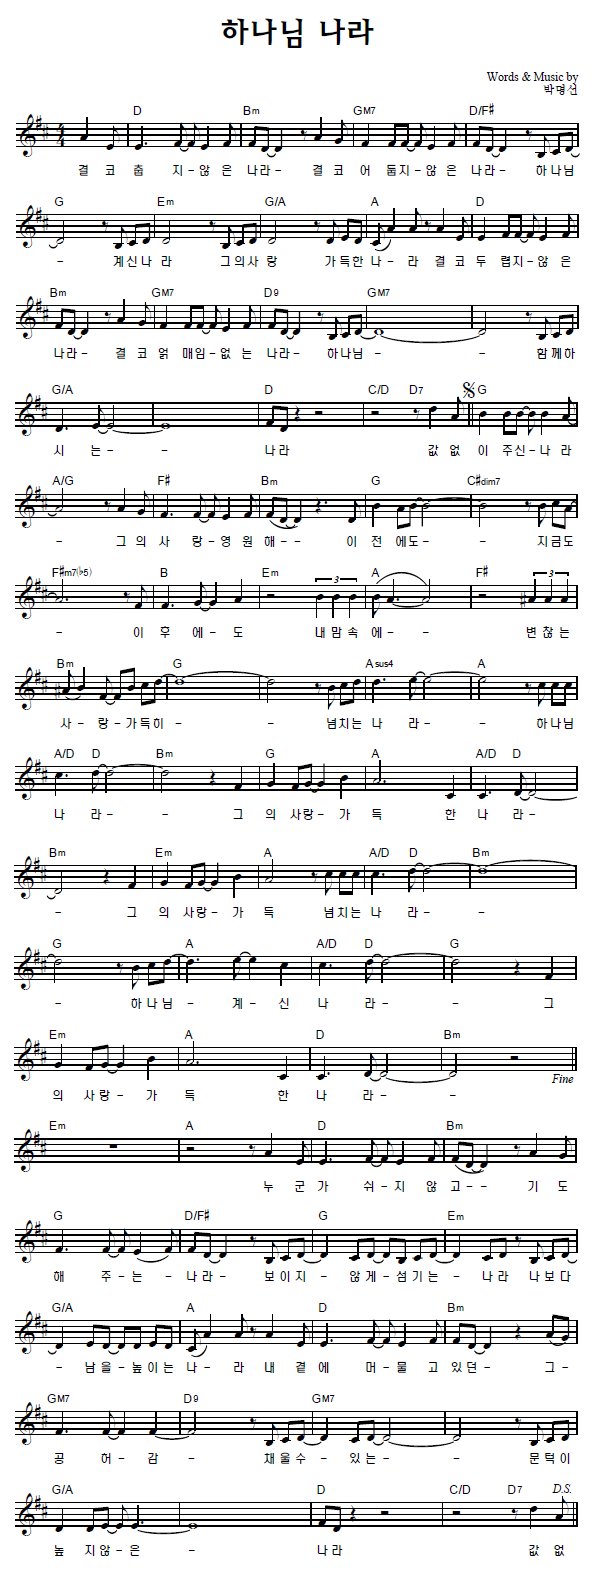 하나님 나라
Words & Music by
박명선
D Bm GM7 D/F#
결 코 춥 지-않 은 나라- 결 코 어 둡지-않 은 나라- 하나님
G Em G/A A D
- 계신나 라 그의사 랑 가득한 나- 라 결 코 두 렵지-않 은
Bm GM7 D9 GM7
나라- 결 코 얽 매임-없 는 나라- 하나님 - - 함께하
G/A D C/D D7 G
시 는- - 나라 값 없 이 주신-나 라
A/G F# Bm G C#dim7
- 그 의 사 랑-영 원 해-- 이 전 에도- - 지금도
F#m7(b5) B Em 3 A F# 3
- 이 후 에- 도 내 맘 속 에- - 변 찮 는
Bm G Asus4 A
사- 랑-가득히 - - 넘치는 나 라- - 하나님
A/D D Bm G A A/D D
나 라- - 그 의 사랑- 가 득 한 나 라-
Bm Em A A/D D Bm
- 그 의 사랑- 가 득 넘치는 나 라- -
G A A/D D G
- 하나님 - 계- 신 나 라- - 그
Em A D Bm
의 사랑- 가 득 한 나 라- -
Fine
Em A D Bm
누 군 가 쉬- 지 않 고-- 기 도
G D/F# G Em
해 주-는- 나라- 보이지- 않게-섬기는- 나라 나보다
G/A A D Bm
- 남을-높이는 나- 라 내 곁 에 머-물 고 있던- 그-
GM7 D9 GM7
공 허- 감 - 채울수- 있는- - 문턱이
G/A D C/D D7 D.S.
높 지않-은 - 나라 값 없